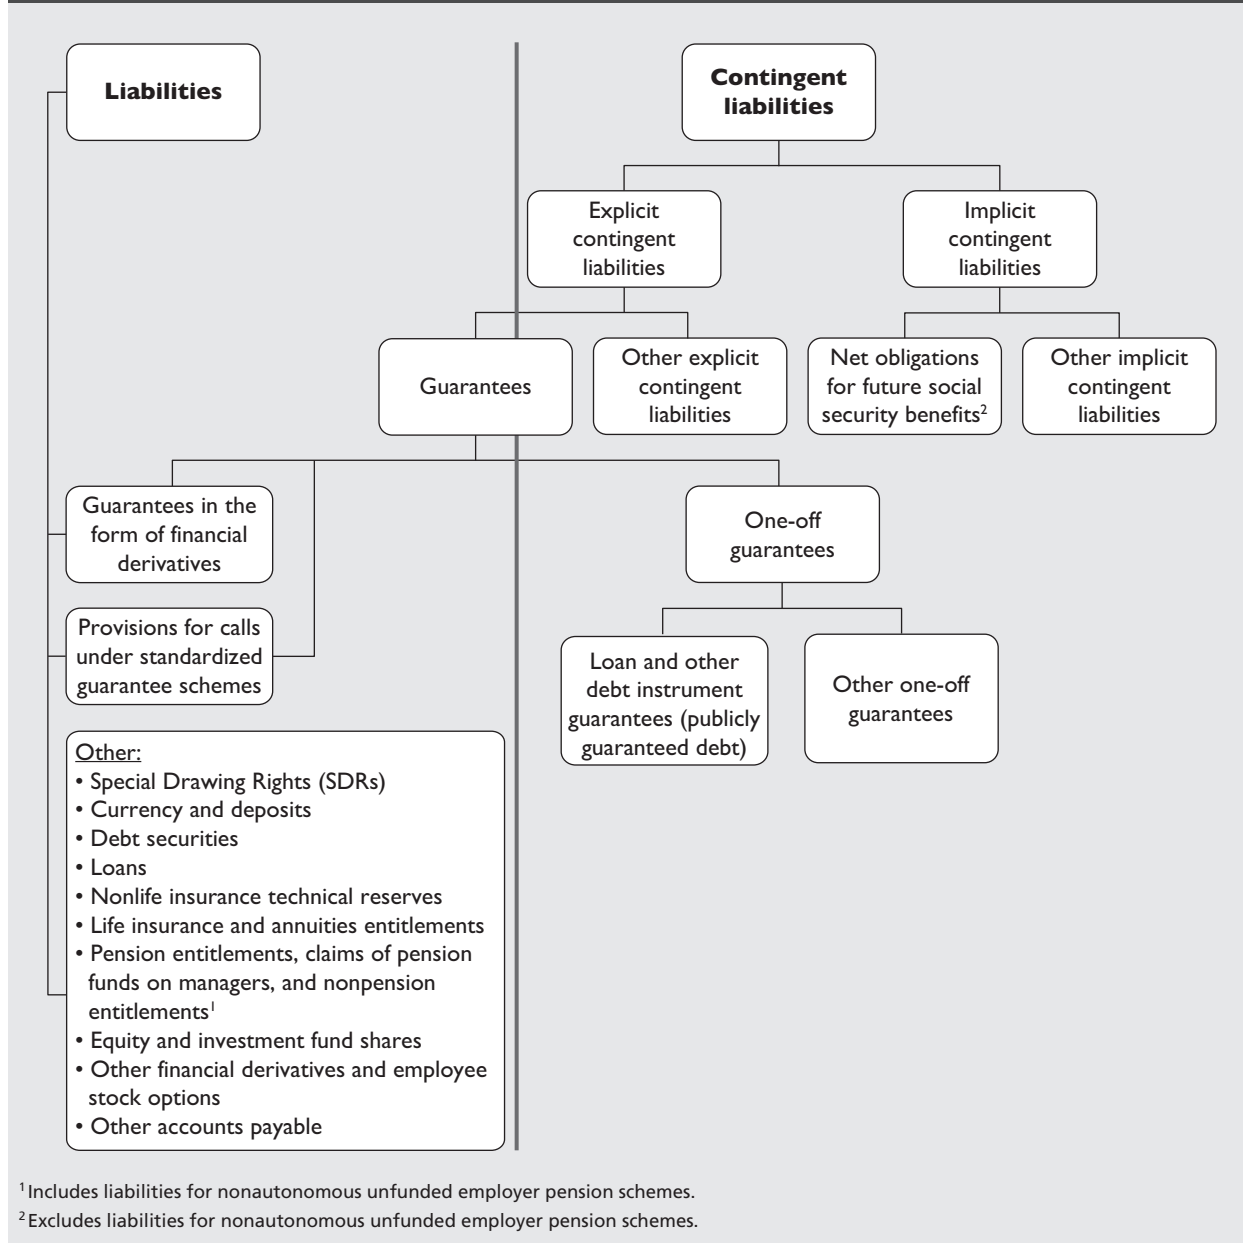 Liabilities
Contingent
liabilities
Explicit
contingent
liabilities
Implicit
contingent
liabilities
Guarantees
Other explicit
contingent
liabilities
Net obligations
for future social
security benefits²
Other implicit
contingent
liabilities
Guarantees in the
form of financial
derivatives
One-off
guarantees
Provisions for calls
under standardized
guarantee schemes
Loan and other
debt instrument
guarantees (publicly
guaranteed debt)
Other one-off
guarantees
Other:
• Special Drawing Rights (SDRs)
• Currency and deposits
• Debt securities
• Loans
• Nonlife insurance technical reserves
• Life insurance and annuities entitlements
• Pension entitlements, claims of pension
funds on managers, and nonpension
entitlements¹
• Equity and investment fund shares
• Other financial derivatives and employee
stock options
• Other accounts payable
¹ Includes liabilities for nonautonomous unfunded employer pension schemes.
² Excludes liabilities for nonautonomous unfunded employer pension schemes.